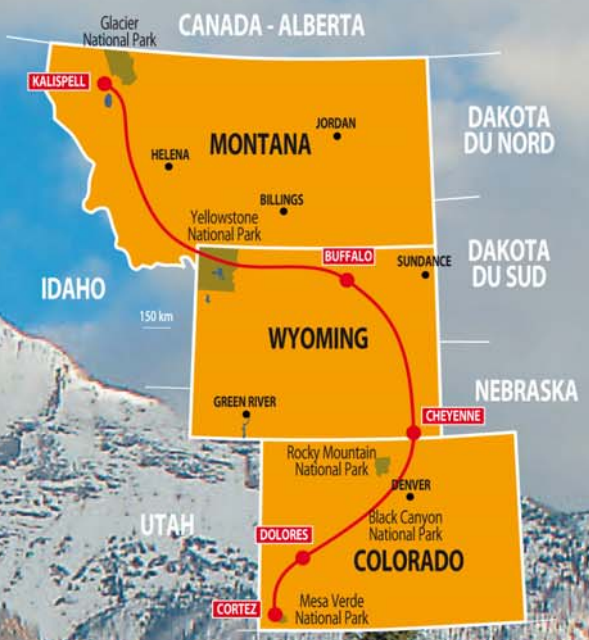 Glacier
National Park
CANADA - ALBERTA
KALISPELL
DAKOTA
DU NORD
JORDAN
MONTANA
HELENA
BILLINGS
Yellowstone
National Park
DAKOTA
DU SUD
BUFFALO
SUNDANCE
IDAHO
150 km
WYOMING
NEBRASKA
GREEN RIVER
CHEYENNE
Rocky Mountain
National Park
DENVER
UTAH
Black Canyon
National Park
DOLORES
COLORADO
CORTEZ
Mesa Verde
National Park